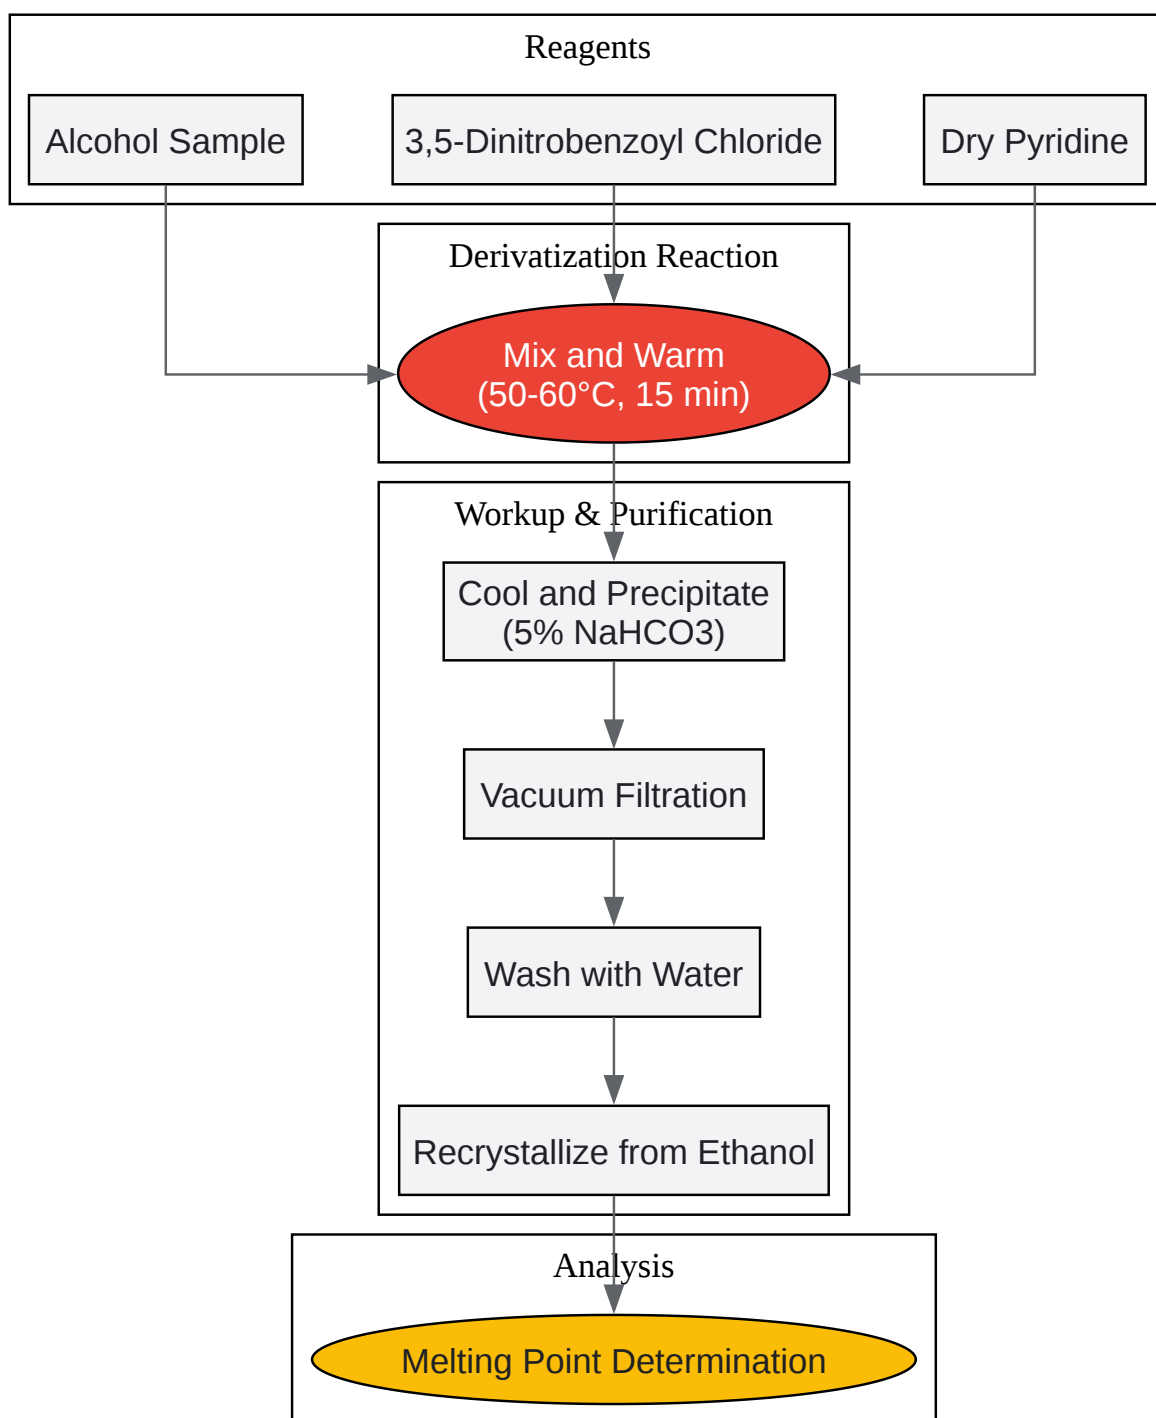 Reagents
Alcohol Sample
3,5-Dinitrobenzoyl Chloride
Dry Pyridine
Derivatization Reaction
Mix and Warm
(50-60°C, 15 min)
Workup & Purification
Cool and Precipitate
(5% NaHCO3)
Vacuum Filtration
Wash with Water
Recrystallize from Ethanol
Analysis
Melting Point Determination